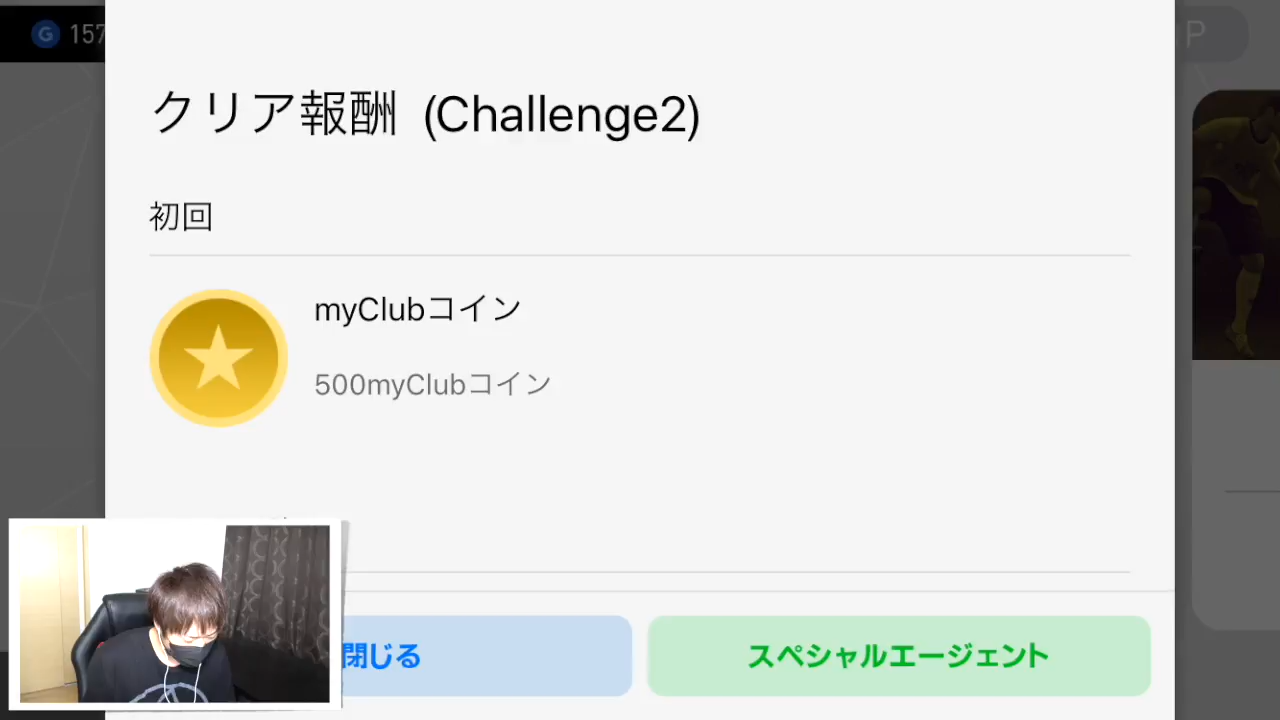 G 157
P
クリア報酬 (Challenge2)
初回
myClubコイン
500myClubコイン
閉じる
スペシャルエージェント